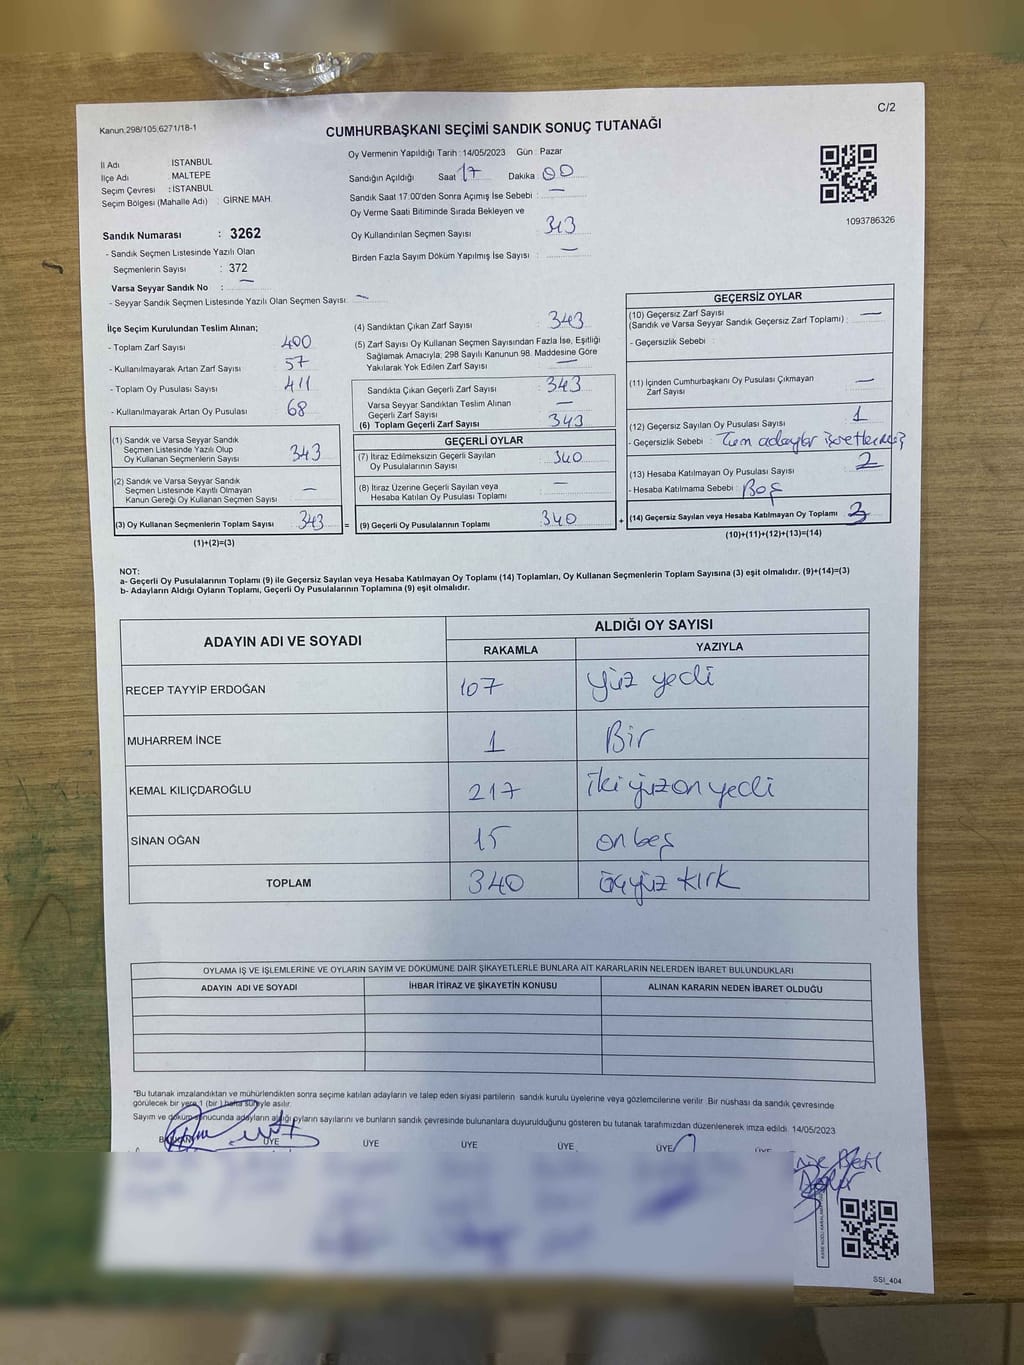 C/2
Kanun 298/105;6271/18-1
CUMHURBAŞKANI SEÇİMİ SANDIK SONUÇ TUTANAĞI
İl Adı : İSTANBUL
İlçe Adı : MALTEPE
Seçim Çevresi : İSTANBUL
Seçim Bölgesi (Mahalle Adı) : GİRNE MAH.
Sandık Numarası : 3262
- Sandık Seçmen Listesinde Yazılı Olan
Seçmenlerin Sayısı : 372
Varsa Seyyar Sandık No : —
- Seyyar Sandık Seçmen Listesinde Yazılı Olan Seçmen Sayısı: —
Oy Vermenin Yapıldığı Tarih : 14/05/2023 Gün : Pazar
Sandığın Açıldığı Saat 17 Dakika : 00
Sandık Saat 17:00'den Sonra Açımış İse Sebebi : —
Oy Verme Saati Bitiminde Sırada Bekleyen ve
Oy Kullandırılan Seçmen Sayısı 343
Birden Fazla Sayım Döküm Yapılmış İse Sayısı : —
1093786326
İlçe Seçim Kurulundan Teslim Alınan;
- Toplam Zarf Sayısı 400
- Kullanılmayarak Artan Zarf Sayısı 57
- Toplam Oy Pusulası Sayısı 411
- Kullanılmayarak Artan Oy Pusulası 68
(1) Sandık ve Varsa Seyyar Sandık
Seçmen Listesinde Yazılı Olup
Oy Kullanan Seçmenlerin Sayısı 343
(2) Sandık ve Varsa Seyyar Sandık
Seçmen Listesinde Kayıtlı Olmayan
Kanun Gereği Oy Kullanan Seçmen Sayısı —
(3) Oy Kullanan Seçmenlerin Toplam Sayısı 343 =
(1)+(2)=(3)
(4) Sandıktan Çıkan Zarf Sayısı : 343
(5) Zarf Sayısı Oy Kullanan Seçmen Sayısından Fazla İse, Eşitliği
Sağlamak Amacıyla; 298 Sayılı Kanunun 98. Maddesine Göre
Yakılarak Yok Edilen Zarf Sayısı —
Sandıkta Çıkan Geçerli Zarf Sayısı : 343
Varsa Seyyar Sandıktan Teslim Alınan
Geçerli Zarf Sayısı —
(6) Toplam Geçerli Zarf Sayısı 343
GEÇERLİ OYLAR
(7) İtiraz Edilmeksizin Geçerli Sayılan
Oy Pusulalarının Sayısı : 340
(8) İtiraz Üzerine Geçerli Sayılan veya
Hesaba Katılan Oy Pusulası Toplamı : —
(9) Geçerli Oy Pusulalarının Toplamı 340 +
GEÇERSİZ OYLAR
(10) Geçersiz Zarf Sayısı
(Sandık ve Varsa Seyyar Sandık Geçersiz Zarf Toplamı) : —
- Geçersizlik Sebebi :
(11) İçinden Cumhurbaşkanı Oy Pusulası Çıkmayan
Zarf Sayısı —
(12) Geçersiz Sayılan Oy Pusulası Sayısı 1
- Geçersizlik Sebebi : Tüm adaylar işaretlenmiş
(13) Hesaba Katılmayan Oy Pusulası Sayısı 2
- Hesaba Katılmama Sebebi : Boş
(14) Geçersiz Sayılan veya Hesaba Katılmayan Oy Toplamı 3
(10)+(11)+(12)+(13)=(14)
NOT:
a- Geçerli Oy Pusulalarının Toplamı (9) ile Geçersiz Sayılan veya Hesaba Katılmayan Oy Toplamı (14) Toplamları, Oy Kullanan Seçmenlerin Toplam Sayısına (3) eşit olmalıdır. (9)+(14)=(3)
b- Adayların Aldığı Oyların Toplamı, Geçerli Oy Pusulalarının Toplamına (9) eşit olmalıdır.
ADAYIN ADI VE SOYADI ALDIĞI OY SAYISI
RAKAMLA YAZIYLA
RECEP TAYYİP ERDOĞAN 107 Yüz yedi
MUHARREM İNCE 1 Bir
KEMAL KILIÇDAROĞLU 217 İki yüz on yedi
SİNAN OĞAN 15 on beş
TOPLAM 340 üçyüz kırk
OYLAMA İŞ VE İŞLEMLERİNE VE OYLARIN SAYIM VE DÖKÜMÜNE DAİR ŞİKAYETLERLE BUNLARA AİT KARARLARIN NELERDEN İBARET BULUNDUKLARI
ADAYIN ADI VE SOYADI İHBAR İTİRAZ VE ŞİKAYETİN KONUSU ALINAN KARARIN NEDEN İBARET OLDUĞU
*Bu tutanak imzalandıktan ve mühürlendikten sonra seçime katılan adayların ve talep eden siyasi partilerin sandık kurulu üyelerine veya gözlemcilerine verilir. Bir nüshası da sandık çevresinde
görülecek bir yere 1 (bir ) hafta süreyle asılır.
Sayım ve döküm sonucunda adayların aldığı oyların sayılarını ve bunların sandık çevresinde bulunanlara duyurulduğunu gösteren bu tutanak tarafımızdan düzenlenerek imza edildi. 14/05/2023
BAŞKAN ÜYE ÜYE ÜYE ÜYE ÜYE ÜYE
SSI_404